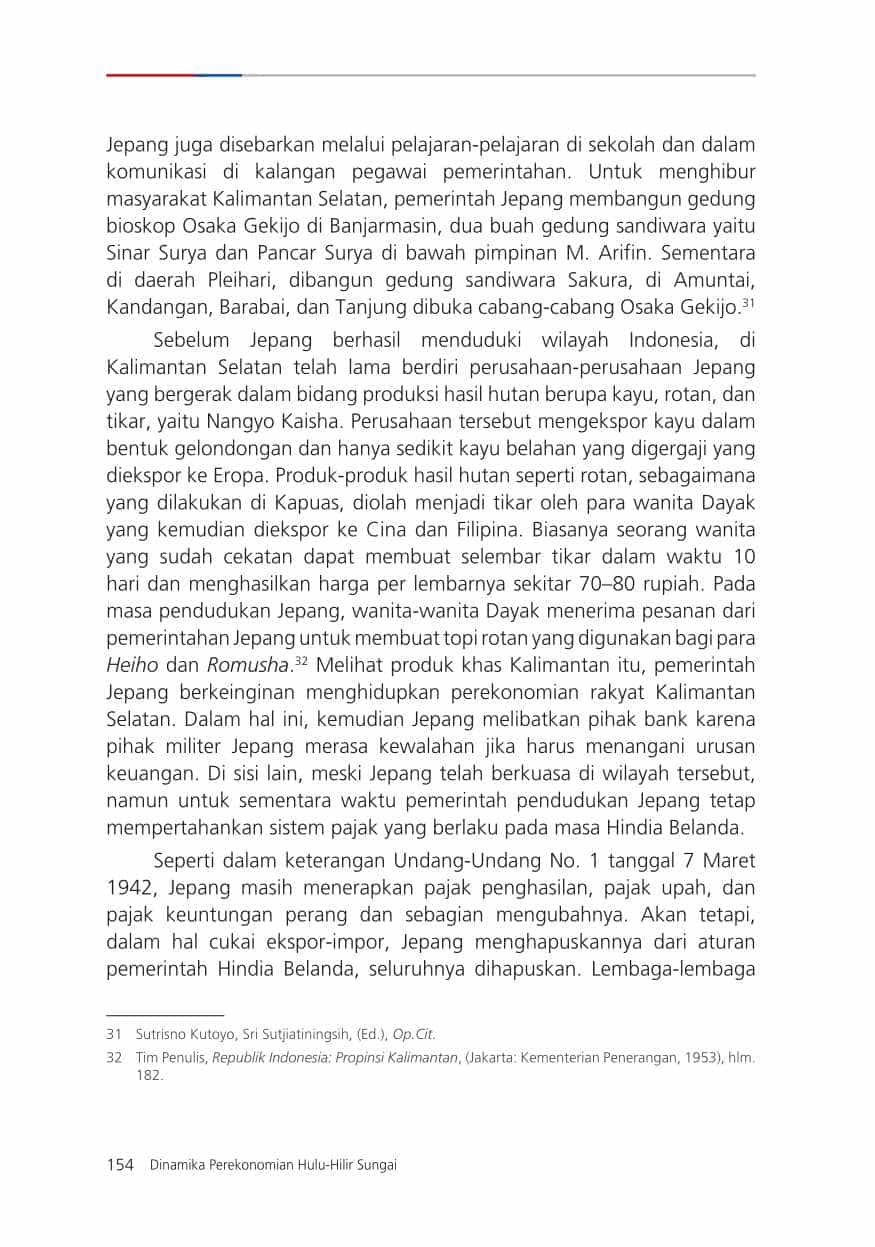 Jepang juga disebarkan melalui pelajaran-pelajaran di sekolah dan dalam
komunikasi di kalangan pegawai pemerintahan. Untuk menghibur
masyarakat Kalimantan Selatan, pemerintah Jepang membangun gedung
bioskop Osaka Gekijo di Banjarmasin, dua buah gedung sandiwara yaitu
Sinar Surya dan Pancar Surya di bawah pimpinan M. Arifin. Sementara
di daerah Pleihari, dibangun gedung sandiwara Sakura, di Amuntai,
Kandangan, Barabai, dan Tanjung dibuka cabang-cabang Osaka Gekijo.31
Sebelum Jepang berhasil menduduki wilayah Indonesia, di
Kalimantan Selatan telah lama berdiri perusahaan-perusahaan Jepang
yang bergerak dalam bidang produksi hasil hutan berupa kayu, rotan, dan
tikar, yaitu Nangyo Kaisha. Perusahaan tersebut mengekspor kayu dalam
bentuk gelondongan dan hanya sedikit kayu belahan yang digergaji yang
diekspor ke Eropa. Produk-produk hasil hutan seperti rotan, sebagaimana
yang dilakukan di Kapuas, diolah menjadi tikar oleh para wanita Dayak
yang kemudian diekspor ke Cina dan Filipina. Biasanya seorang wanita
yang sudah cekatan dapat membuat selembar tikar dalam waktu 10
hari dan menghasilkan harga per lembarnya sekitar 70–80 rupiah. Pada
masa pendudukan Jepang, wanita-wanita Dayak menerima pesanan dari
pemerintahan Jepang untuk membuat topi rotan yang digunakan bagi para
Heiho dan Romusha.32 Melihat produk khas Kalimantan itu, pemerintah
Jepang berkeinginan menghidupkan perekonomian rakyat Kalimantan
Selatan. Dalam hal ini, kemudian Jepang melibatkan pihak bank karena
pihak militer Jepang merasa kewalahan jika harus menangani urusan
keuangan. Di sisi lain, meski Jepang telah berkuasa di wilayah tersebut,
namun untuk sementara waktu pemerintah pendudukan Jepang tetap
mempertahankan sistem pajak yang berlaku pada masa Hindia Belanda.
Seperti dalam keterangan Undang-Undang No. 1 tanggal 7 Maret
1942, Jepang masih menerapkan pajak penghasilan, pajak upah, dan
pajak keuntungan perang dan sebagian mengubahnya. Akan tetapi,
dalam hal cukai ekspor-impor, Jepang menghapuskannya dari aturan
pemerintah Hindia Belanda, seluruhnya dihapuskan. Lembaga-lembaga
31 Sutrisno Kutoyo, Sri Sutjiatiningsih, (Ed.), Op.Cit.
32 Tim Penulis, Republik Indonesia: Propinsi Kalimantan, (Jakarta: Kementerian Penerangan, 1953), hlm.
182.
154 Dinamika Perekonomian Hulu-Hilir Sungai